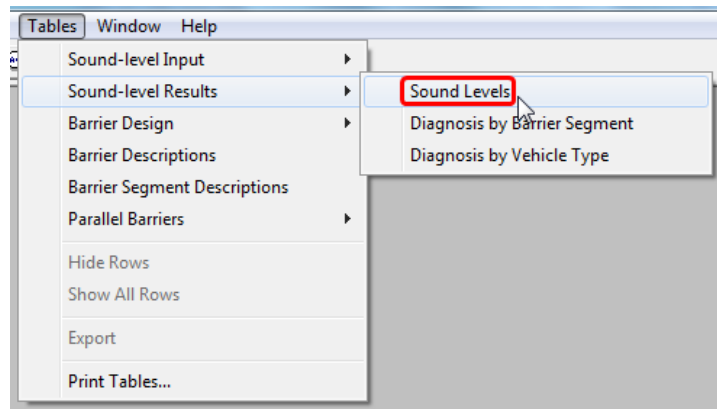 Tables Window Help
Sound-level Input
Sound-level Results
Sound Levels
Diagnosis by Barrier Segment
Diagnosis by Vehicle Type
Barrier Design
Barrier Descriptions
Barrier Segment Descriptions
Parallel Barriers
Hide Rows
Show All Rows
Export
Print Tables...